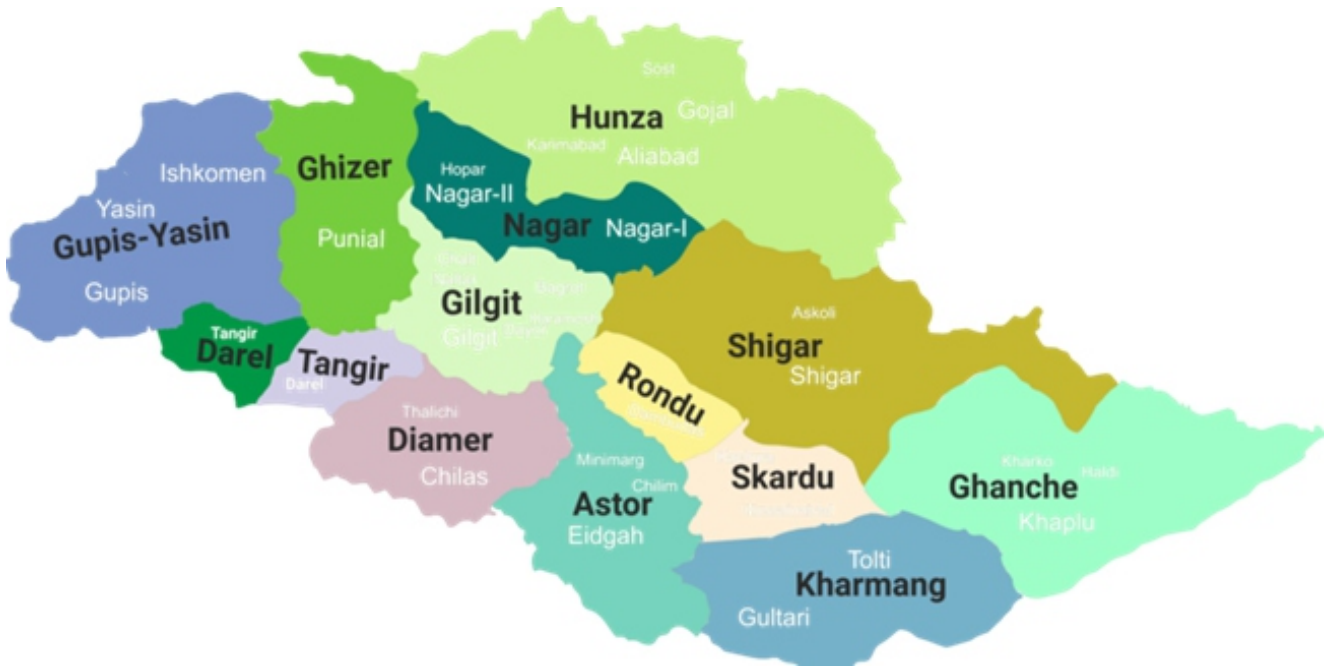 Sost
Hunza
Gojal
Karimabad
Aliabad
Ghizer
Punial
Ishkomen
Yasin
Gupis-Yasin
Gupis
Hopar
Nagar-II
Nagar
Nagar-I
Gilgit
Gilgit
Tangir
Darel
Tangir
Darel
Thalichi
Diamer
Chilas
Askoli
Shigar
Shigar
Rondu
Minimarg
Chilim
Astor
Eidgah
Skardu
Kharko
Haldi
Ghanche
Khaplu
Tolti
Kharmang
Gultari